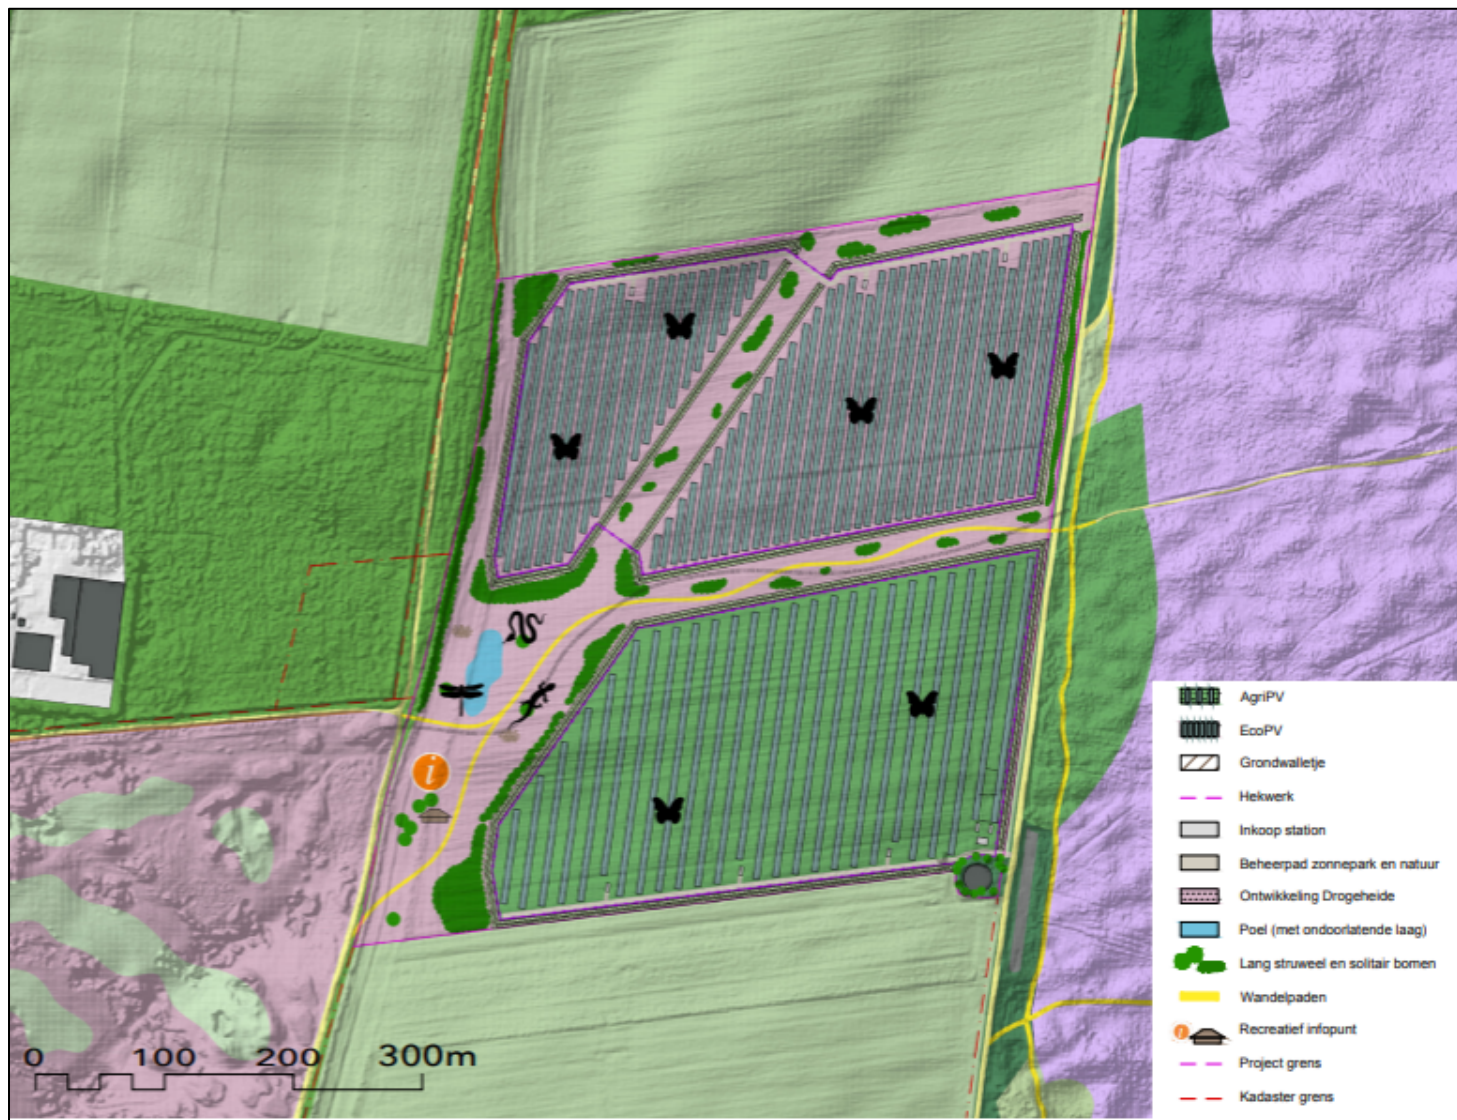 i
AgriPV
EcoPV
Grondwalletje
Hekwerk
Inkoop station
Beheerpad zonnepark en natuur
Ontwikkeling Drogeheide
Poel (met ondoorlatende laag)
Lang struweel en solitair bomen
Wandelpaden
i Recreatief infopunt
Project grens
Kadaster grens
0 100 200 300m